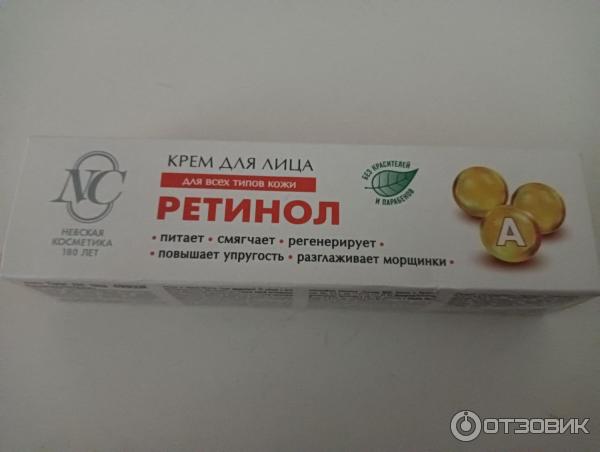 NC
НЕВСКАЯ
КОСМЕТИКА
180 ЛЕТ
КРЕМ ДЛЯ ЛИЦА
для всех типов кожи
РЕТИНОЛ
• питает • смягчает • регенерирует •
• повышает упругость • разглаживает морщинки •
БЕЗ КРАСИТЕЛЕЙ
И ПАРАБЕНОВ
A
ОТЗОВИК